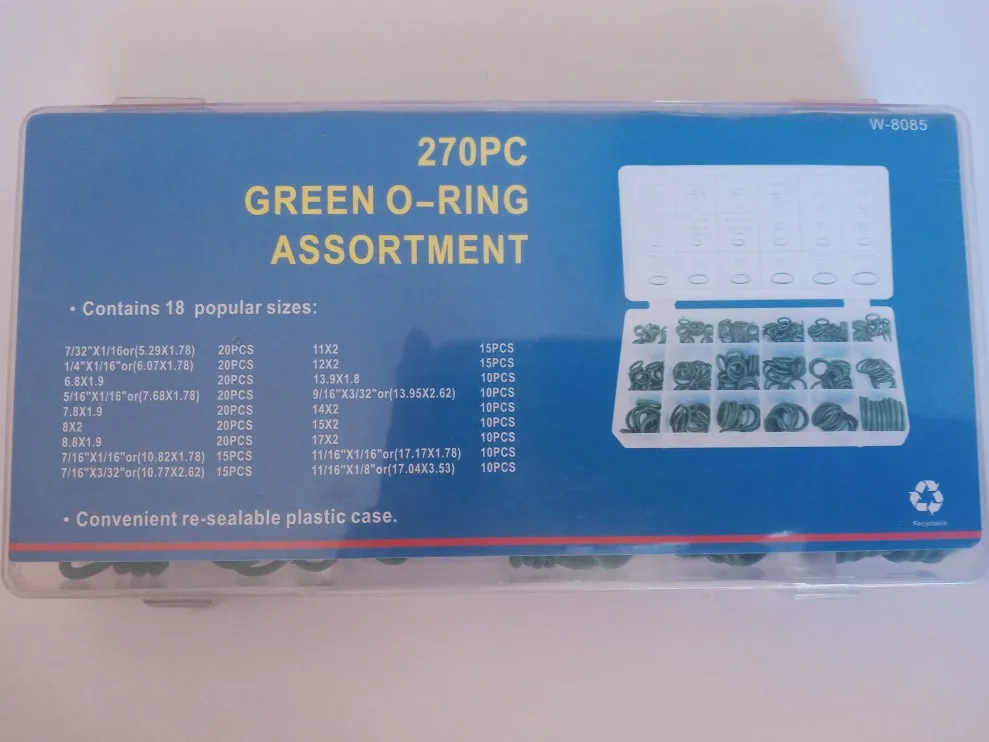 W-8085
270PC
GREEN O-RING
ASSORTMENT
• Contains 18 popular sizes:
7/32"X1/16or(5.29X1.78) 20PCS
1/4"X1/16"or(6.07X1.78) 20PCS
6.8X1.9 20PCS
5/16"X1/16"or(7.68X1.78) 20PCS
7.8X1.9 20PCS
8X2 20PCS
8.8X1.9 20PCS
7/16"X1/16"or(10.82X1.78) 15PCS
7/16"X3/32"or(10.77X2.62) 15PCS
11X2 15PCS
12X2 15PCS
13.9X1.8 10PCS
9/16"X3/32"or(13.95X2.62) 10PCS
14X2 10PCS
15X2 10PCS
17X2 10PCS
11/16"X1/16"or(17.17X1.78) 10PCS
11/16"X1/8"or(17.04X3.53) 10PCS
• Convenient re-sealable plastic case.
Recyclable